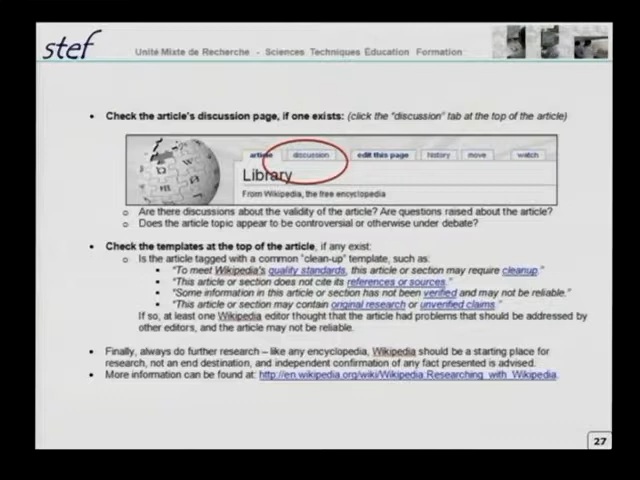 stef
Unité Mixte de Recherche - Sciences Techniques Éducation Formation
• Check the article's discussion page, if one exists: (click the "discussion" tab at the top of the article)
article discussion edit this page history move watch
Library
From Wikipedia, the free encyclopedia
o Are there discussions about the validity of the article? Are questions raised about the article?
o Does the article topic appear to be controversial or otherwise under debate?
• Check the templates at the top of the article, if any exist:
o Is the article tagged with a common "clean-up" template, such as:
▪ "To meet Wikipedia's quality standards, this article or section may require cleanup."
▪ "This article or section does not cite its references or sources."
▪ "Some information in this article or section has not been verified and may not be reliable."
▪ "This article or section may contain original research or unverified claims."
If so, at least one Wikipedia editor thought that the article had problems that should be addressed by
other editors, and the article may not be reliable.
• Finally, always do further research – like any encyclopedia, Wikipedia should be a starting place for
research, not an end destination, and independent confirmation of any fact presented is advised.
• More information can be found at: http://en.wikipedia.org/wiki/Wikipedia:Researching_with_Wikipedia.
27